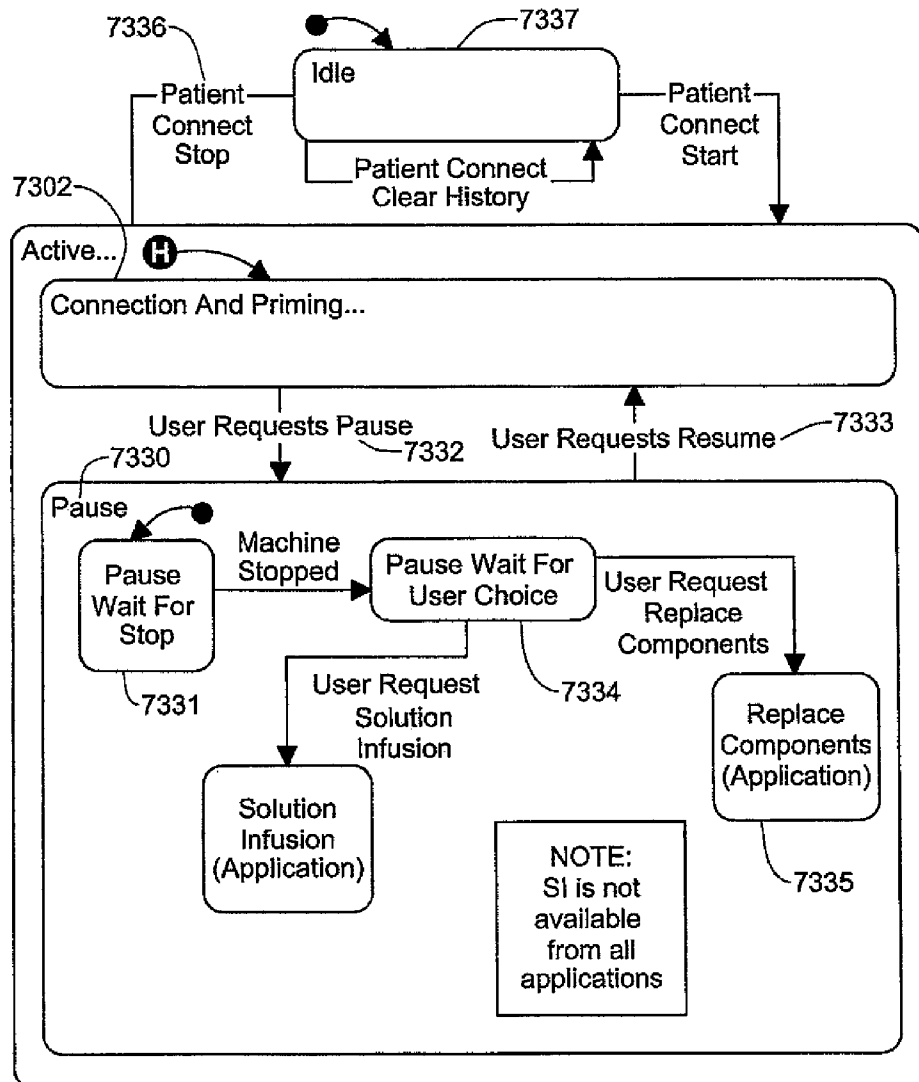 7336
7337
Idle
Patient
Connect
Stop
Patient
Connect
Start
Patient Connect
Clear History
7302
Active...
H
Connection And Priming...
User Requests Pause
7332
User Requests Resume
7333
7330
Pause
Pause
Wait For
Stop
Machine
Stopped
Pause Wait For
User Choice
User Request
Replace
Components
7331
User Request
Solution
Infusion
7334
Replace
Components
(Application)
Solution
Infusion
(Application)
NOTE:
SI is not
available
from all
applications
7335